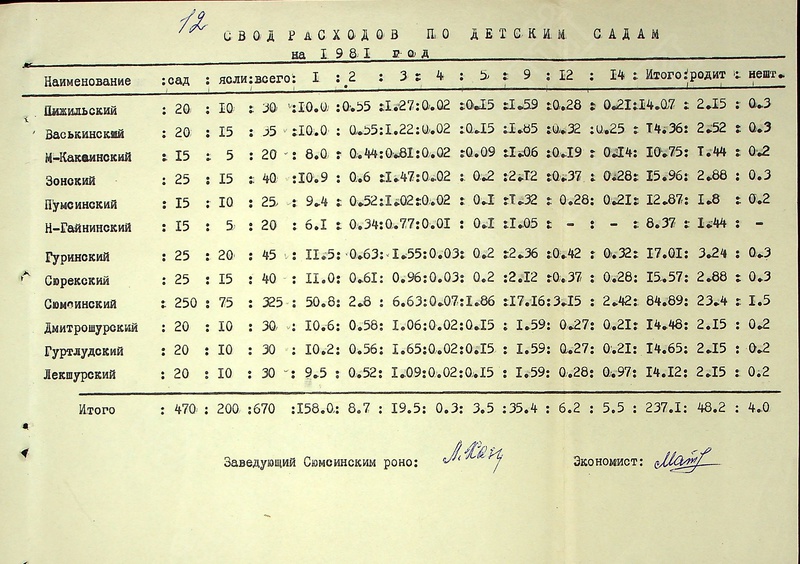 12
СВОД РАСХОДОВ ПО ДЕТСКИМ САДАМ
на 1981 год
Наименование :сад : ясли:всего: 1 :2 : 3: 4 : 5: 9 : 12 : 14 :Итого:родит : нешт.
Пижильский : 20 : 10 : 30 :10.0 :0.55 :1.27:0.02 :0.15 :1.59 :0.28 : 0.21:14.07 : 2.15 : 0.3
Васькинский : 20 : 15 : 35 :10.0 : 0.55:1.22:0.02 : 0.15 :1.85 :0.32 :0.25 : 14.36: 2.52 : 0.3
М-Каксинский : 15 : 5 : 20 : 8.0 : 0.44:0.81:0.02 :0.09 :1.06 :0.19 : 0.14: 10.75: 1.44 : 0.2
Зонский : 25 : 15 : 40 :10.9 : 0.6 :1.47:0.02 : 0.2 :2.12 :0.37 : 0.28: 15.96: 2.88 : 0.3
Пумсинский : 15 : 10 : 25 : 9.4 : 0.52:1.02:0.02 : 0.1 :1.32 : 0.28: 0.21: 12.87: 1.8 : 0.2
Н-Гайнинский : 15 : 5 : 20 : 6.1 : 0.34:0.77:0.01 : 0.1 :1.05 : - : - : 8.37 : 1.44 : -
Гуринский : 25 : 20 : 45 : 11.5: 0.63: 1.55:0.03: 0.2 :2.36 :0.42 : 0.32: 17.01: 3.24 : 0.3
Сюрекский : 25 : 15 : 40 : 11.0: 0.61: 0.96:0.03: 0.2 :2.12 :0.37 : 0.28: 15.57: 2.88 : 0.3
Сюмсинский : 250 : 75 : 325 : 50.8: 2.8 : 6.63:0.07:1.86 :17.16:3.15 : 2.42: 84.89: 23.4 : 1.5
Дмитрошурский : 20 : 10 : 30 : 10.6: 0.58: 1.06:0.02:0.15 : 1.59: 0.27: 0.21: 14.48: 2.15 : 0.2
Гуртлудский : 20 : 10 : 30 : 10.2: 0.56: 1.65:0.02:0.15 : 1.59: 0.27: 0.21: 14.65: 2.15 : 0.2
Лекшурский : 20 : 10 : 30 : 9.5 : 0.52: 1.09:0.02:0.15 : 1.59: 0.28: 0.97: 14.12: 2.15 : 0.2
Итого : 470 : 200 :670 :158.0: 8.7 : 19.5: 0.3: 3.5 :35.4 : 6.2 : 5.5 : 237.1: 48.2 : 4.0
Заведующий Сюмсинским роно: Экономист: